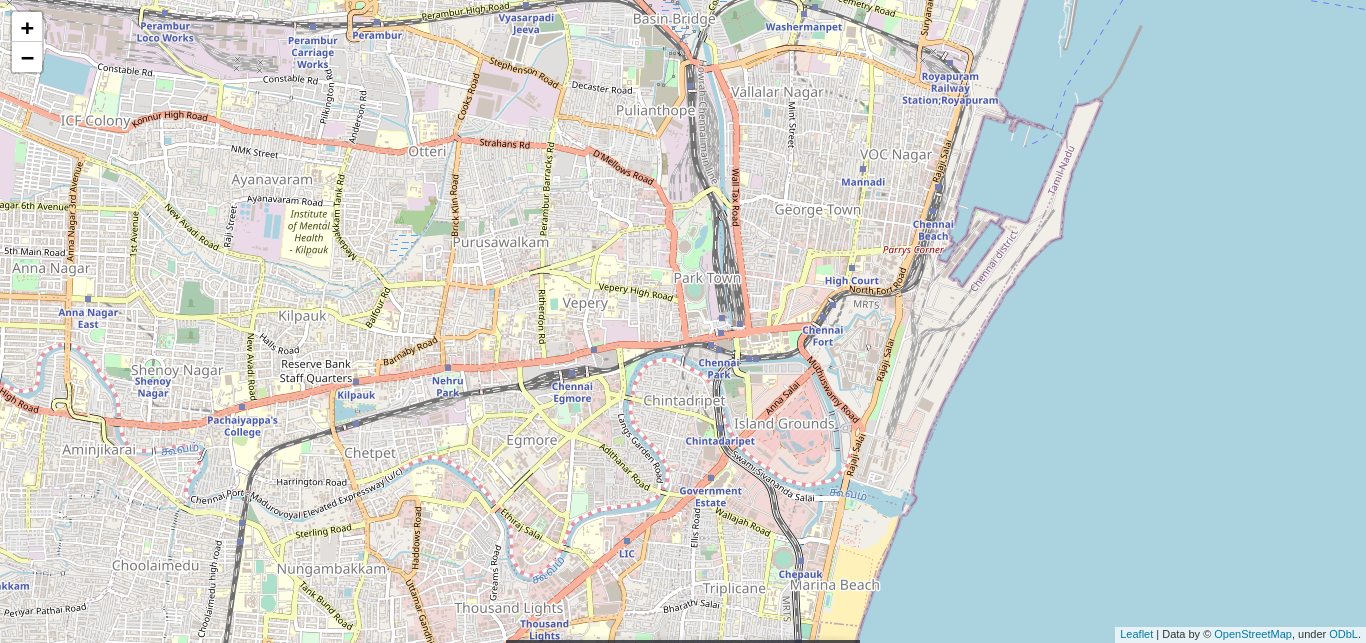 +
−
Perambur
Loco Works
Perambur High Road
Perambur
Vyasarpadi
Jeeva
Basin Bridge
Washermanpet
Cemetery Road
Perambur
Carriage
Works
Constable Rd
Constable Rd.
Stephenson Road
Decaster Road
Vallalar Nagar
Royapuram
Railway
Station;Royapuram
Pilkington Rd
Anderson Rd
Cooks Road
Pulianthope
Howrah-Chennai main line
Mint Street
ICF Colony
Konnur High Road
Otteri
Strahans Rd
D'Mellows Road
VOC Nagar
Rajaji Salai
Tamil Nadu
NMK Street
Ayanavaram
Ayanavaram Road
Mannadi
Wall Tax Road
Anna Nagar 3rd Avenue
agar 6th Avenue
1st Avenue
New Avadi Road
Raji Street
Institute
of Mental
Health
- Kilpauk
Medavakkam Tank Rd
Brick Kiln Road
Perambur Barracks Rd
George Town
Chennai
Beach
5th Main Road
Anna Nagar
Purusawalkam
Parrys Corner
Chennai district
Park Town
High Court
North Fort Road
MRTS
Anna Nagar
East
Kilpauk
Balfour Rd
Vepery
Vepery High Road
Ritherdon Rd
Chennai
Fort
New Avadi Road
Halls Road
Barnaby Road
Reserve Bank
Staff Quarters
Rajaji Salai
Shenoy Nagar
Shenoy
Nagar
Kilpauk
Nehru
Park
Chennai
Egmore
Chennai
Park
Muthuswamy Road
Anna Salai
High Road
Pachaiyappa's
College
Chintadripet
Langs Garden Road
Island Grounds
Aminjikarai
Chetpet
Egmore
Adithanar Road
Chintadaripet
Swami Sivananda Salai
Rajaji Salai
Harrington Road
Chennai Port - Maduravoyal Elevated Expressway (u/c)
Government
Estate
Wallajah Road
Sterling Road
Haddows Road
Ethiraj Salai
Ellis Road
LIC
Choolaimedu
Choolaimedu high road
Nungambakkam
Greams Road
Chepauk
Marina Beach
Triplicane
MRTS
akkam
Periyar Pathai Road
Tank Bund Road
Uttamar Gandhi
Thousand Lights
Thousand
Lights
Bharathi Salai
Leaflet | Data by © OpenStreetMap, under ODbL.